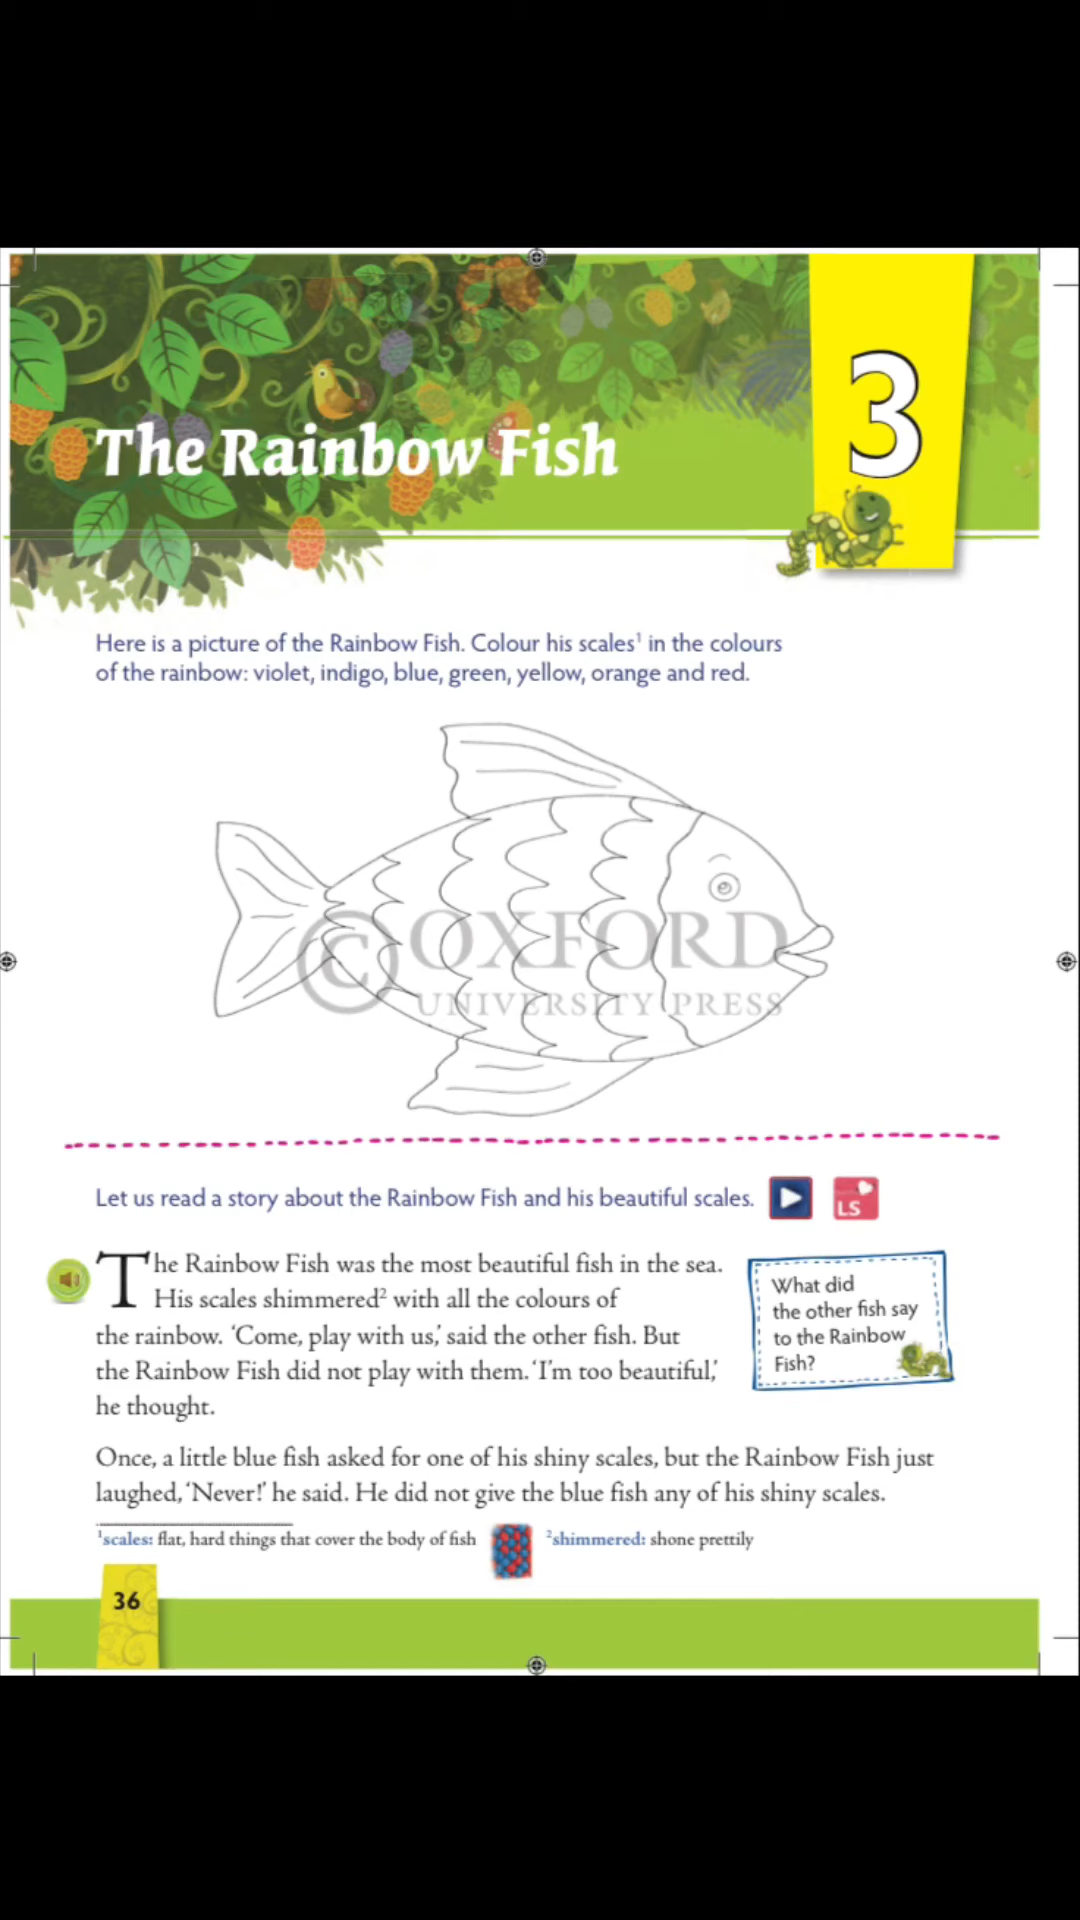 The Rainbow Fish
3
Here is a picture of the Rainbow Fish. Colour his scales¹ in the colours
of the rainbow: violet, indigo, blue, green, yellow, orange and red.
© OXFORD
UNIVERSITY PRESS
Let us read a story about the Rainbow Fish and his beautiful scales.
LS
The Rainbow Fish was the most beautiful fish in the sea.
His scales shimmered² with all the colours of
the rainbow. ‘Come, play with us,’ said the other fish. But
the Rainbow Fish did not play with them. ‘I’m too beautiful,’
he thought.
What did
the other fish say
to the Rainbow
Fish?
Once, a little blue fish asked for one of his shiny scales, but the Rainbow Fish just
laughed, ‘Never!’ he said. He did not give the blue fish any of his shiny scales.
¹scales: flat, hard things that cover the body of fish
²shimmered: shone prettily
36